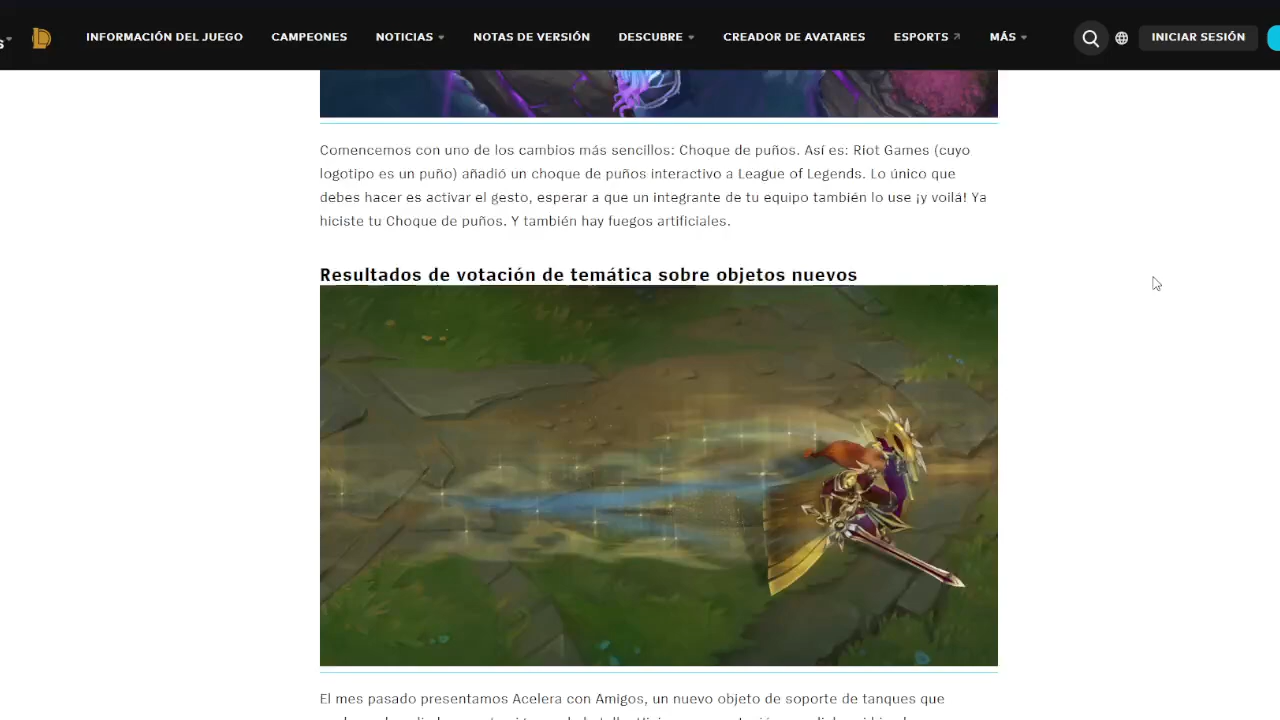 INFORMACIÓN DEL JUEGO CAMPEONES NOTICIAS NOTAS DE VERSIÓN DESCUBRE CREADOR DE AVATARES ESPORTS MÁS INICIAR SESIÓN
Comencemos con uno de los cambios más sencillos: Choque de puños. Así es: Riot Games (cuyo
logotipo es un puño) añadió un choque de puños interactivo a League of Legends. Lo único que
debes hacer es activar el gesto, esperar a que un integrante de tu equipo también lo use ¡y voilá! Ya
hiciste tu Choque de puños. Y también hay fuegos artificiales.
Resultados de votación de temática sobre objetos nuevos
El mes pasado presentamos Acelera con Amigos, un nuevo objeto de soporte de tanques que